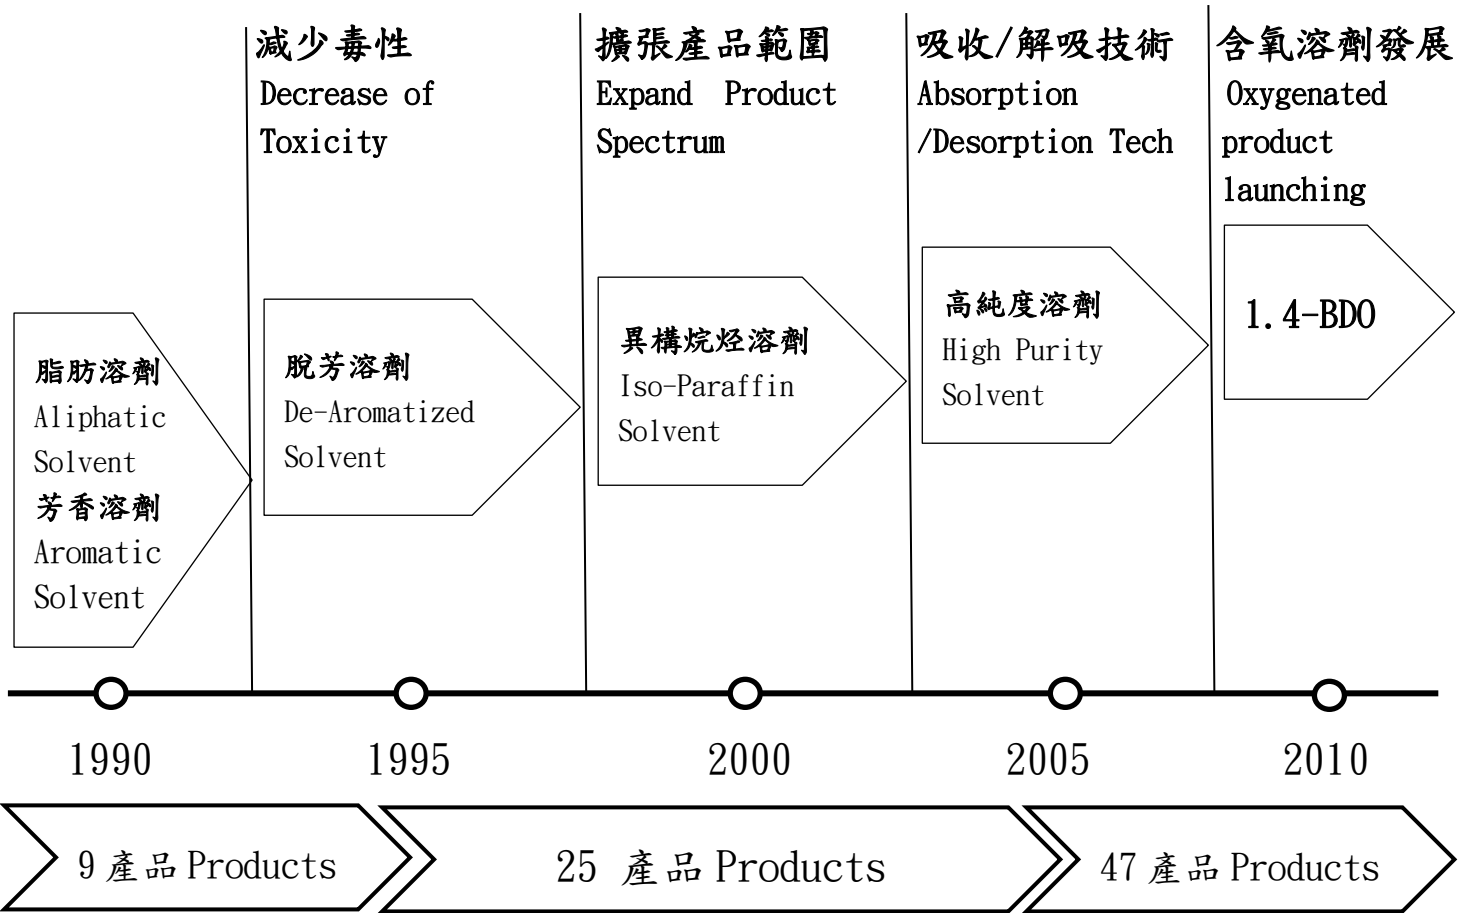 減少毒性
Decrease of
Toxicity
擴張產品範圍
Expand Product
Spectrum
吸收/解吸技術
Absorption
/Desorption Tech
含氧溶劑發展
Oxygenated
product
launching
脂肪溶劑
Aliphatic
Solvent
芳香溶劑
Aromatic
Solvent
脫芳溶劑
De-Aromatized
Solvent
異構烷烃溶劑
Iso-Paraffin
Solvent
高純度溶劑
High Purity
Solvent
1.4-BDO
1990
1995
2000
2005
2010
9 產品 Products
25 產品 Products
47 產品 Products